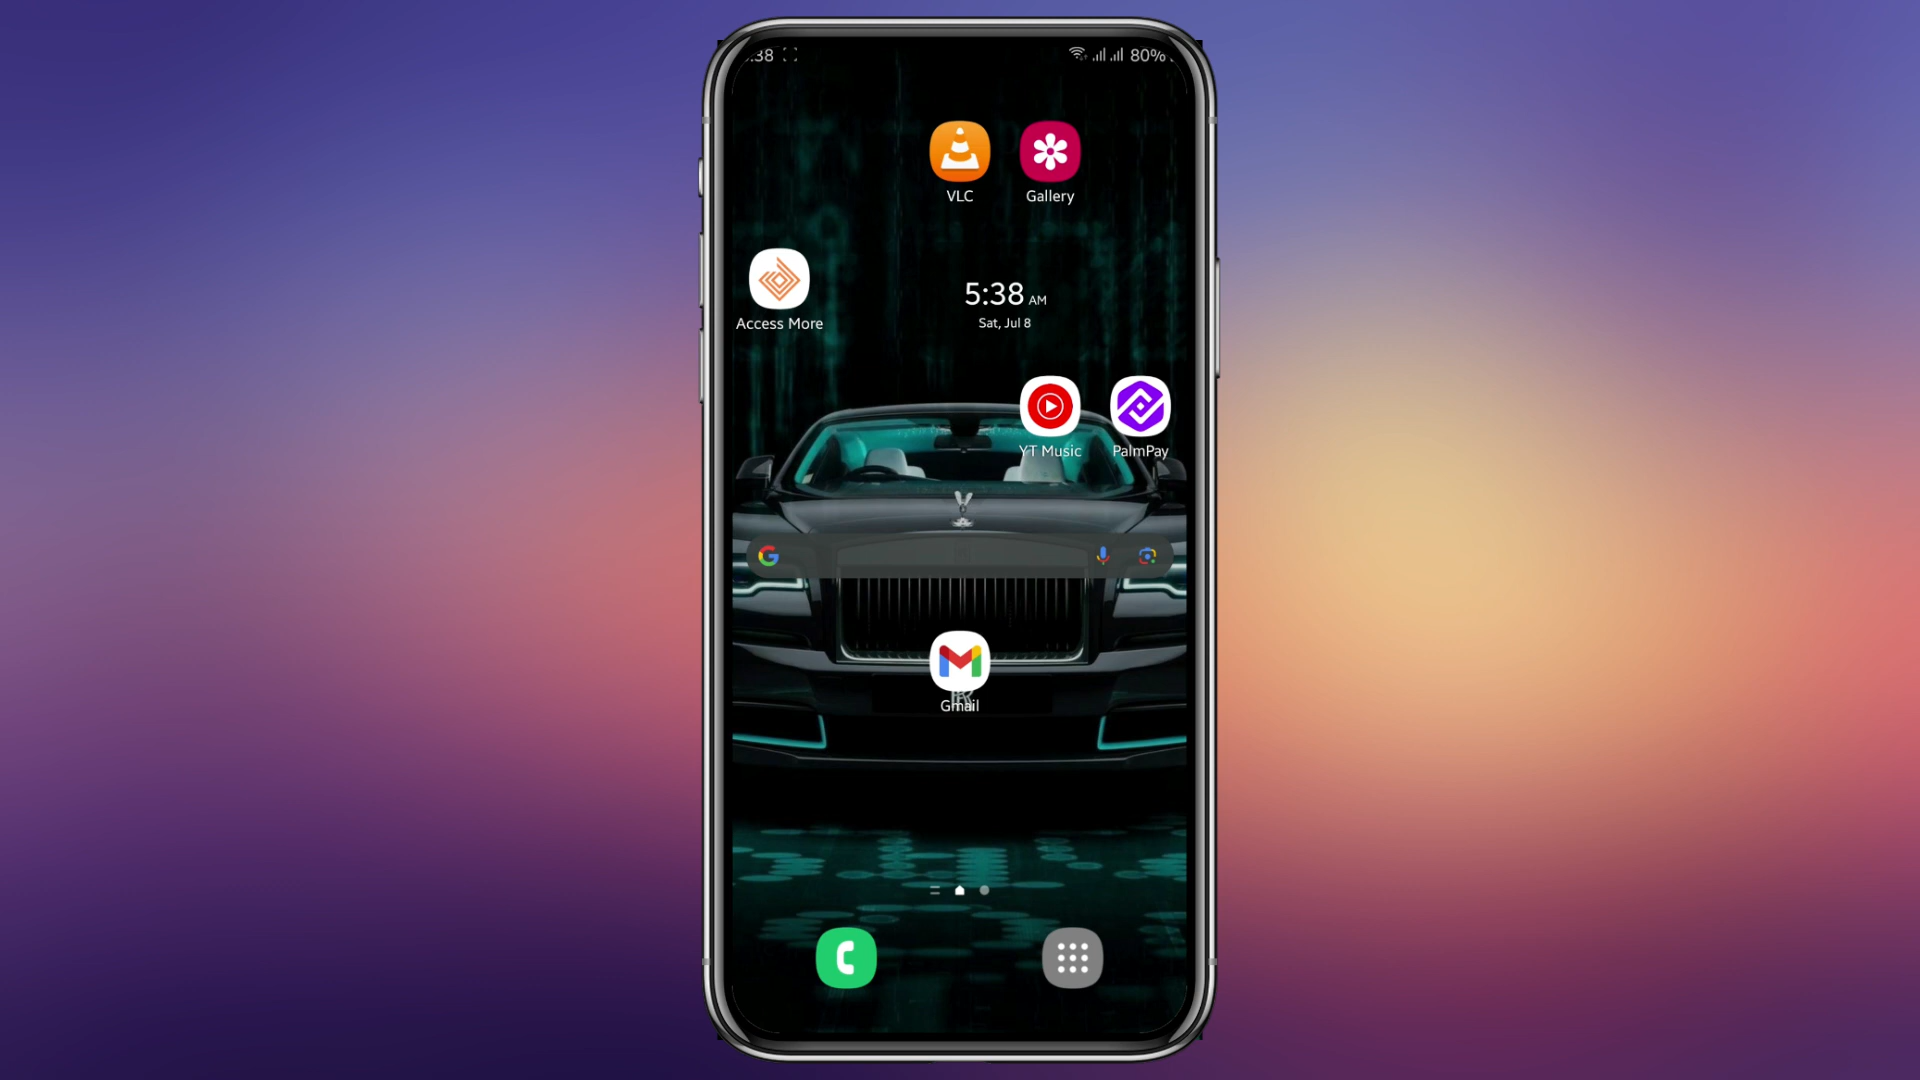 :38
80%
VLC
Gallery
Access More
5:38 AM
Sat, Jul 8
YT Music
PalmPay
Gmail